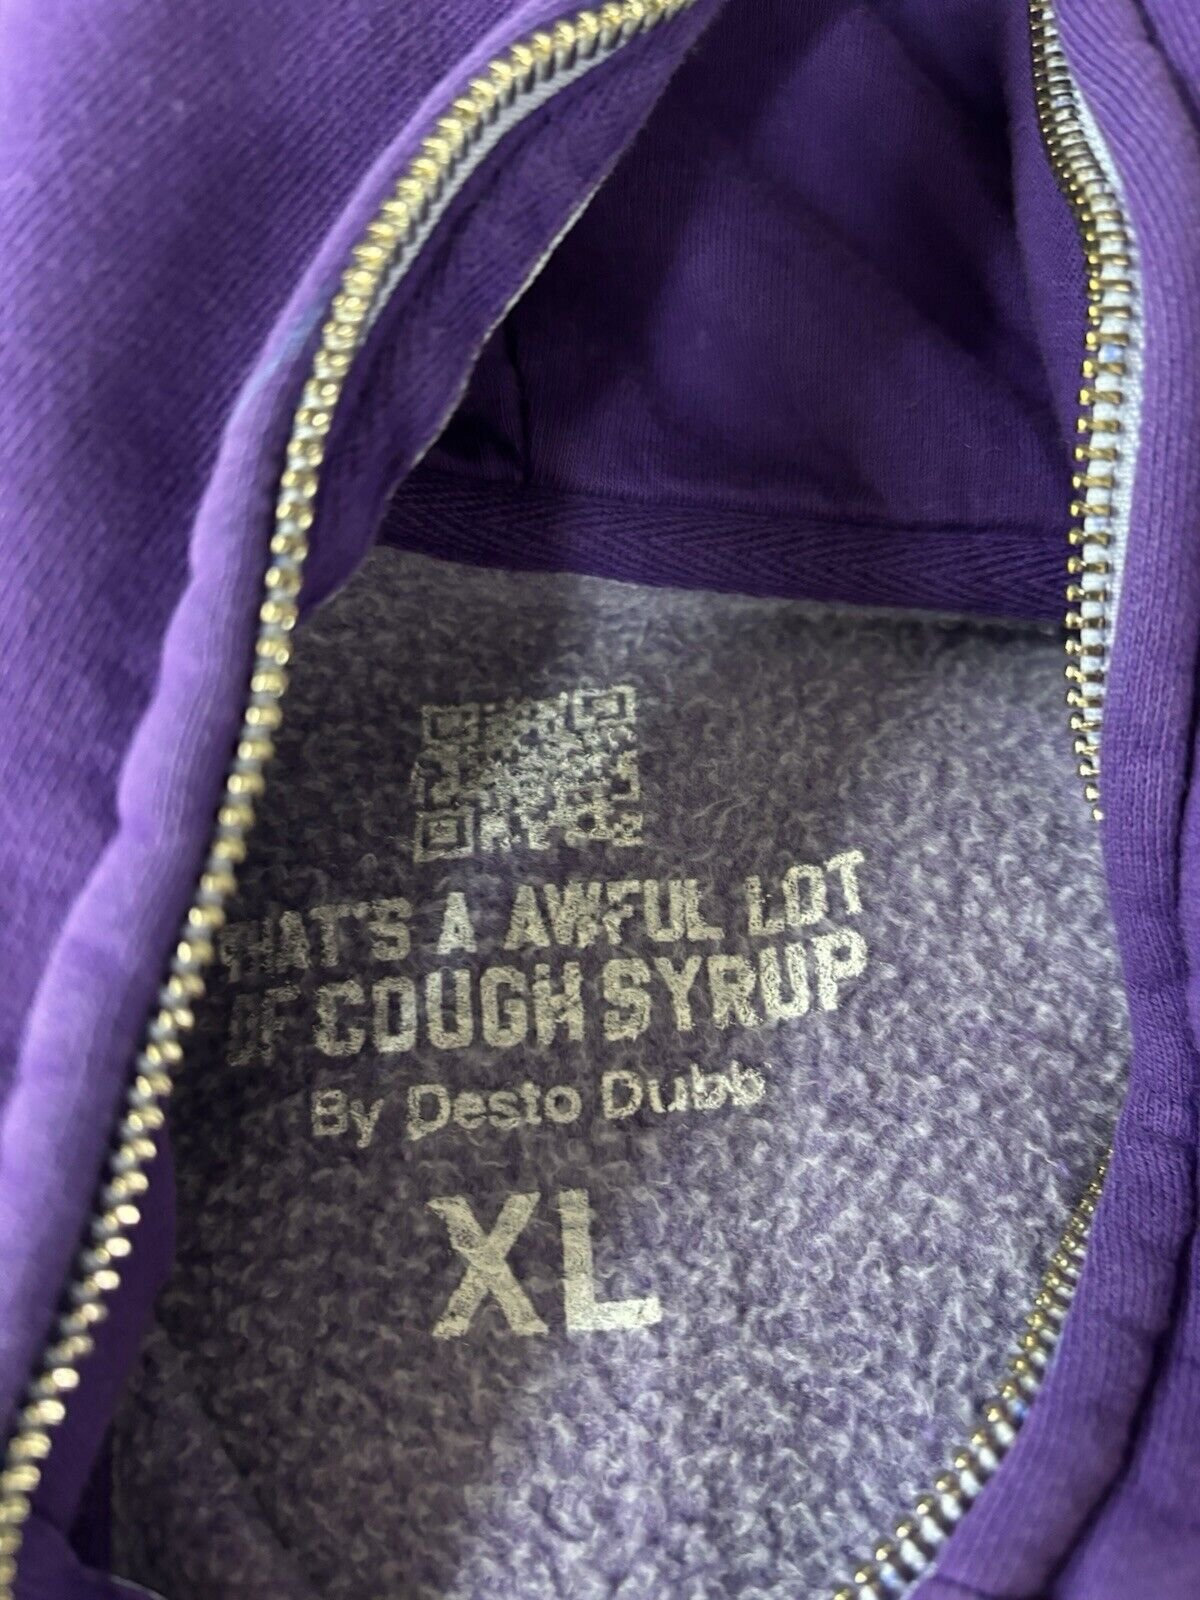 THAT'S A AWFUL LOT
OF COUGH SYRUP
By Desto Dubb
XL